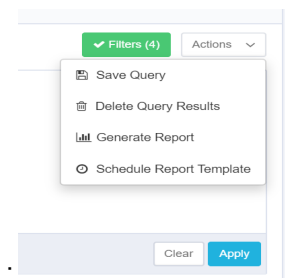 Filters (4) Actions
Save Query
Delete Query Results
Generate Report
Schedule Report Template
Clear Apply